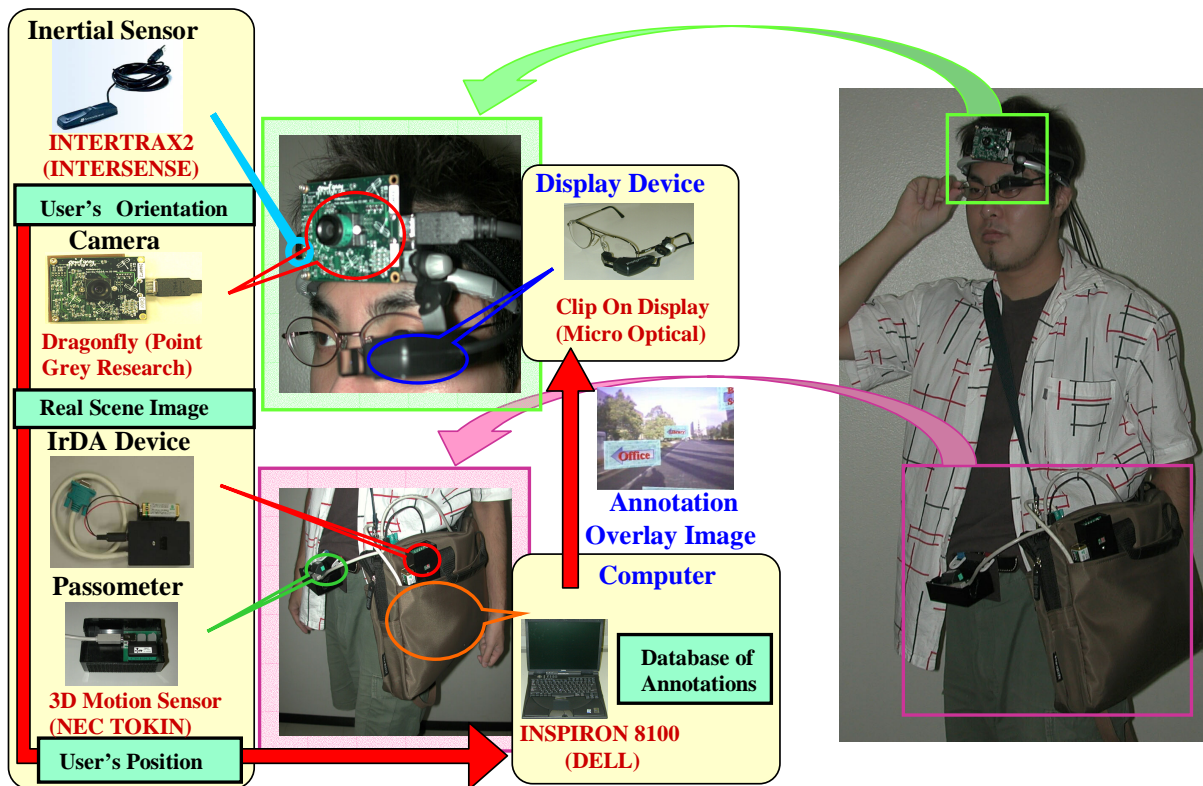 Inertial Sensor
INTERTRAX2
(INTERSENSE)
User's Orientation
Camera
Dragonfly (Point
Grey Research)
Real Scene Image
IrDA Device
Passometer
3D Motion Sensor
(NEC TOKIN)
User's Position
Display Device
Clip On Display
(Micro Optical)
Office
Library
Annotation
Overlay Image
Computer
Database of
Annotations
INSPIRON 8100
(DELL)